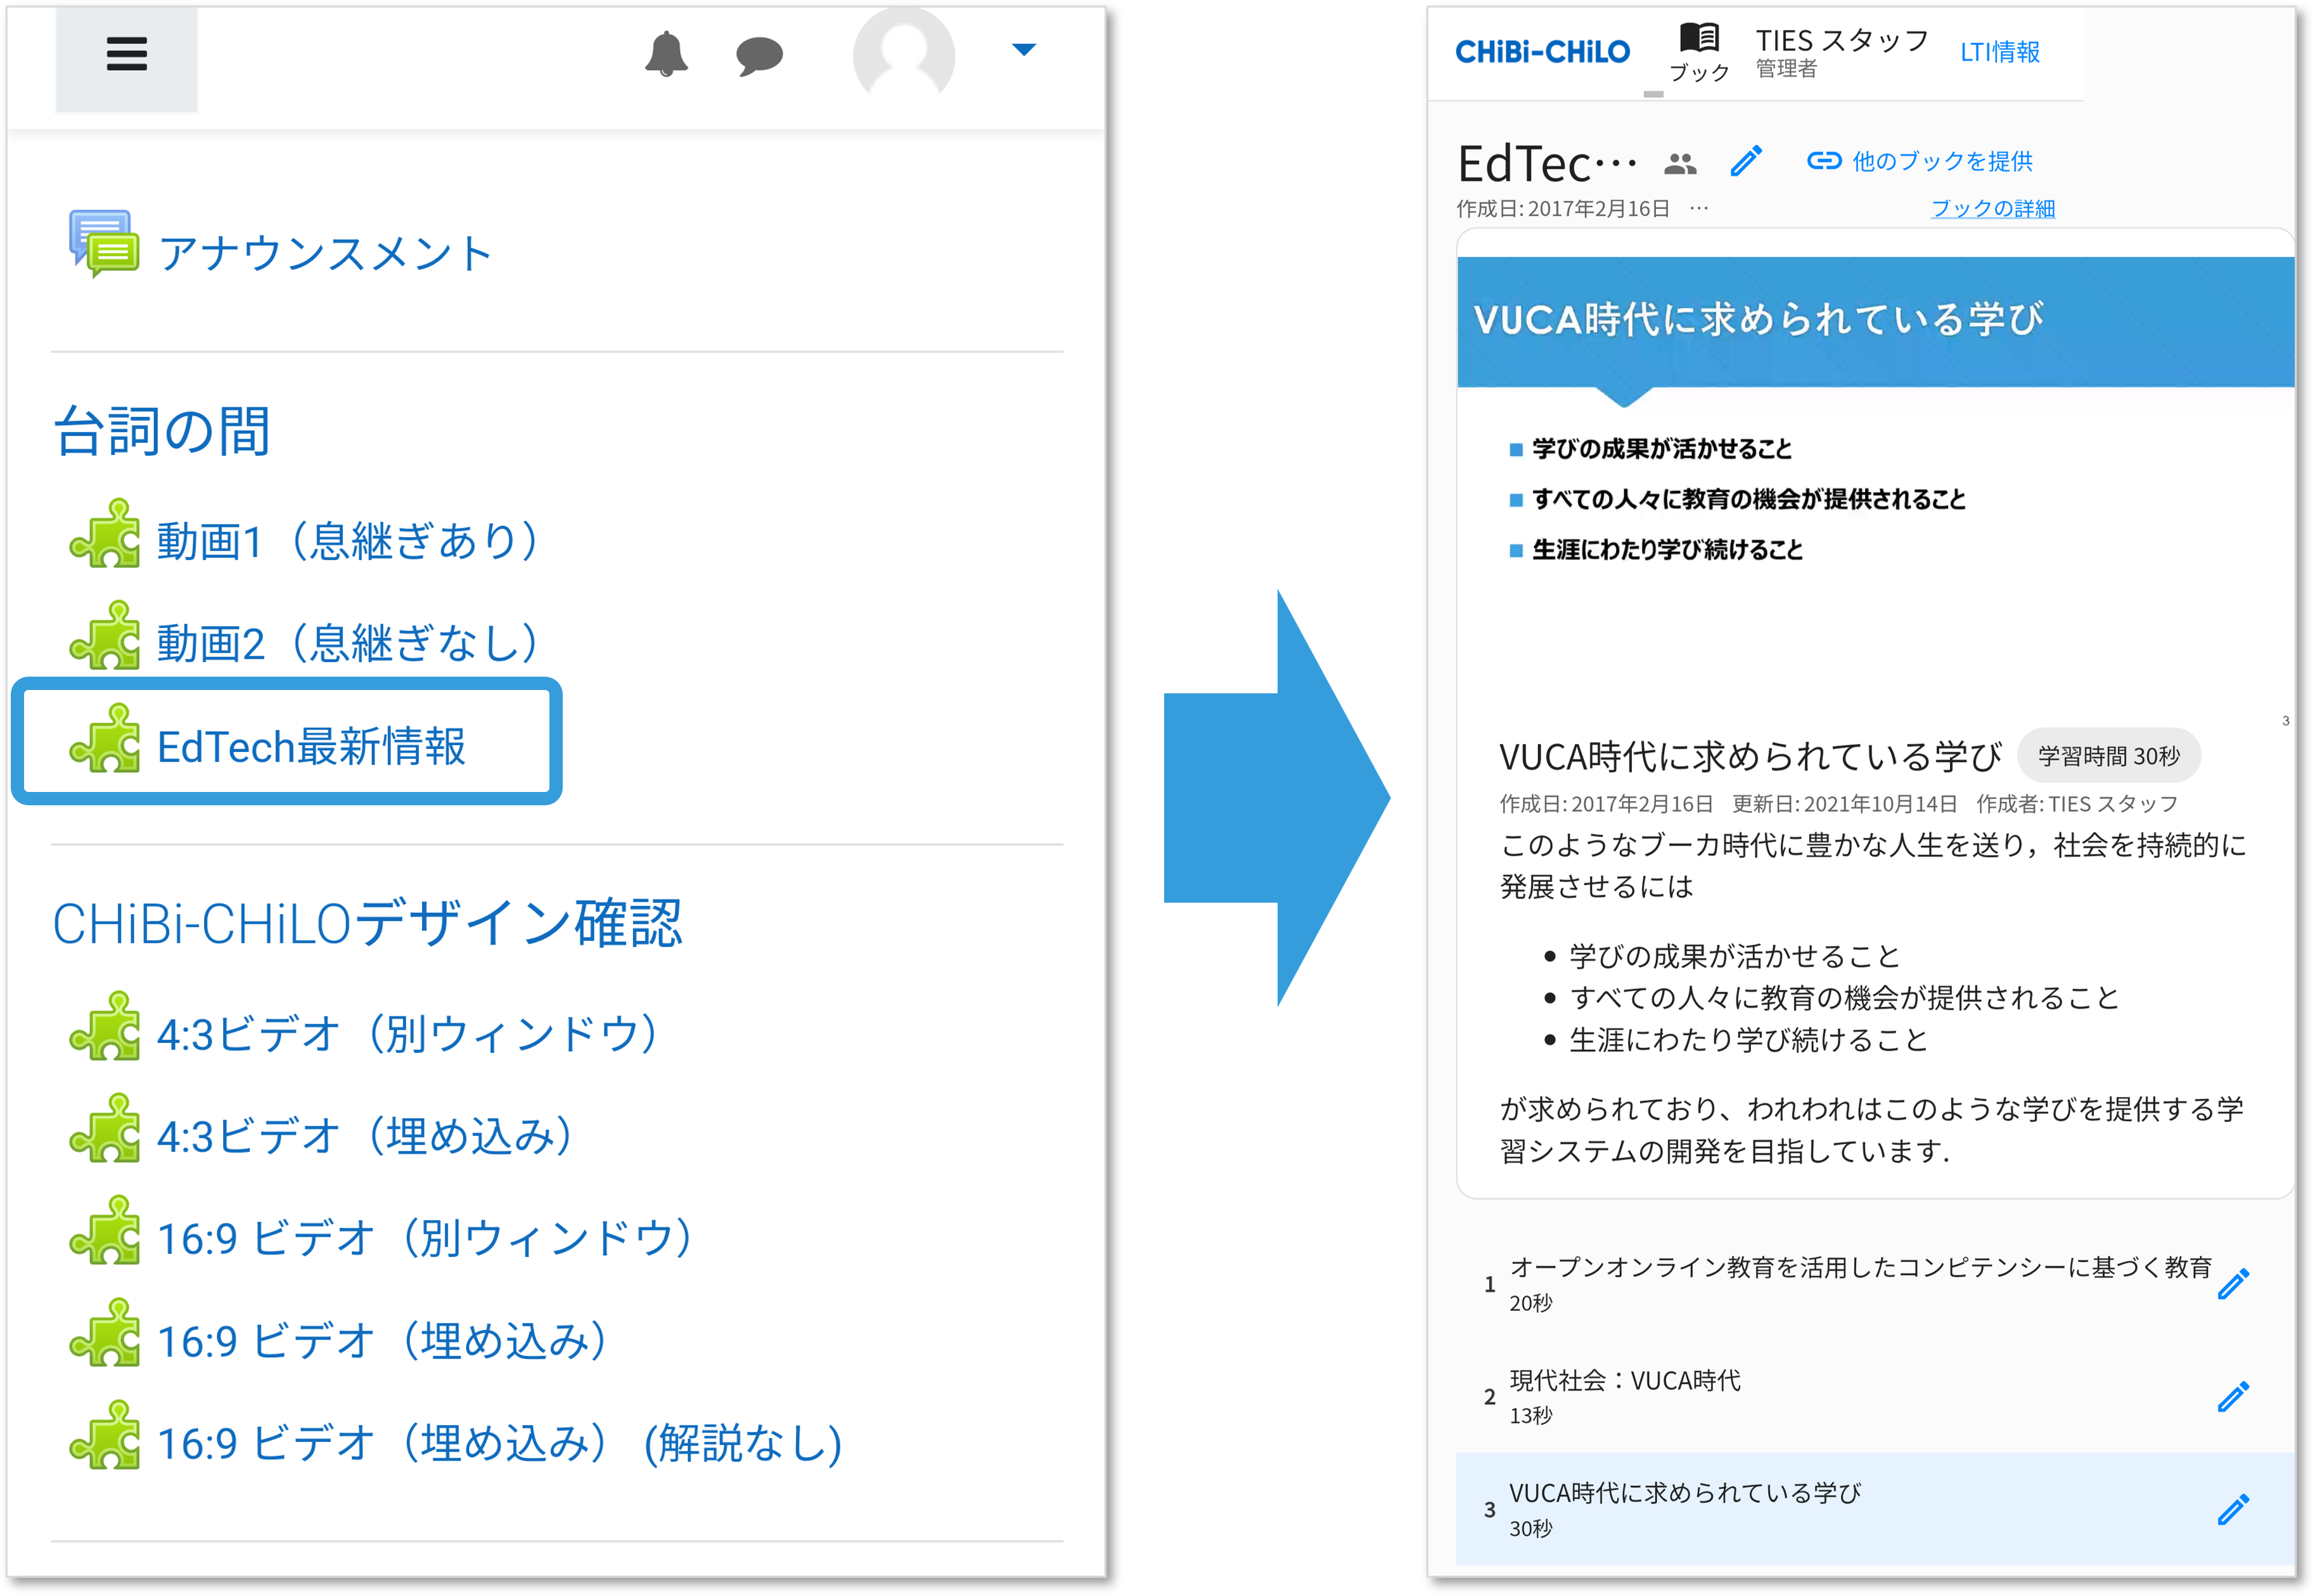 アナウンスメント
台詞の間
動画1（息継ぎあり）
動画2（息継ぎなし）
EdTech最新情報
CHiBi-CHiLOデザイン確認
4:3ビデオ（別ウィンドウ）
4:3ビデオ（埋め込み）
16:9 ビデオ（別ウィンドウ）
16:9 ビデオ（埋め込み）
16:9 ビデオ（埋め込み） (解説なし)
CHiBi-CHiLO
ブック
TIES スタッフ
管理者
LTI情報
EdTec…
他のブックを提供
作成日: 2017年2月16日 …
ブックの詳細
VUCA時代に求められている学び
学びの成果が活かせること
すべての人々に教育の機会が提供されること
生涯にわたり学び続けること
3
VUCA時代に求められている学び 学習時間 30秒
作成日: 2017年2月16日 更新日: 2021年10月14日 作成者: TIES スタッフ
このようなブーカ時代に豊かな人生を送り，社会を持続的に
発展させるには
• 学びの成果が活かせること
• すべての人々に教育の機会が提供されること
• 生涯にわたり学び続けること
が求められており、われわれはこのような学びを提供する学
習システムの開発を目指しています.
1 オープンオンライン教育を活用したコンピテンシーに基づく教育
20秒
2 現代社会：VUCA時代
13秒
3 VUCA時代に求められている学び
30秒